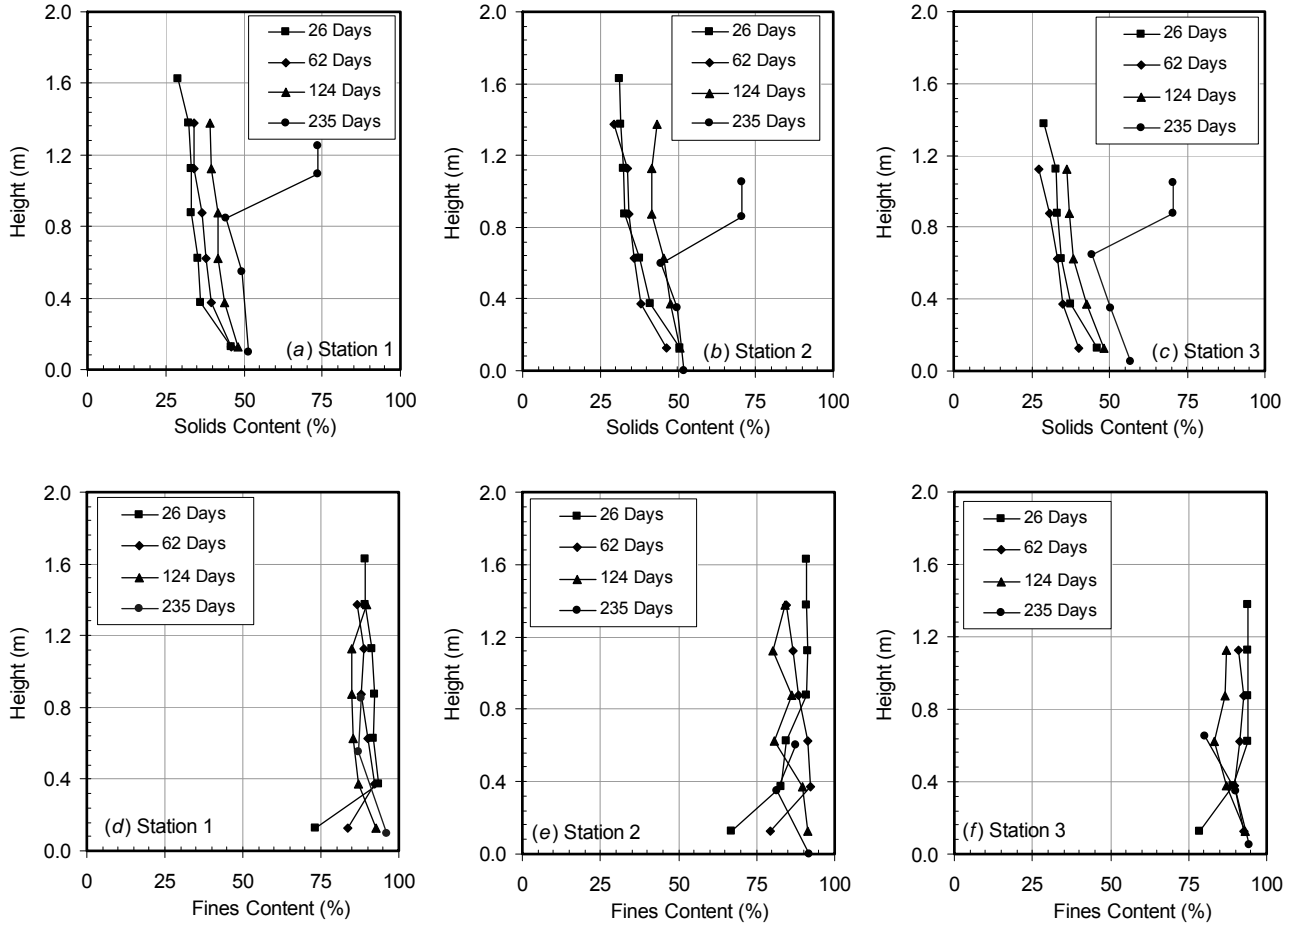 2.0
1.6
1.2
0.8
0.4
0.0
Height (m)
26 Days
62 Days
124 Days
235 Days
(a) Station 1
0 25 50 75 100
Solids Content (%)
2.0
1.6
1.2
0.8
0.4
0.0
Height (m)
26 Days
62 Days
124 Days
235 Days
(b) Station 2
0 25 50 75 100
Solids Content (%)
2.0
1.6
1.2
0.8
0.4
0.0
Height (m)
26 Days
62 Days
124 Days
235 Days
(c) Station 3
0 25 50 75 100
Solids Content (%)
2.0
1.6
1.2
0.8
0.4
0.0
Height (m)
26 Days
62 Days
124 Days
235 Days
(d) Station 1
0 25 50 75 100
Fines Content (%)
2.0
1.6
1.2
0.8
0.4
0.0
Height (m)
26 Days
62 Days
124 Days
235 Days
(e) Station 2
0 25 50 75 100
Fines Content (%)
2.0
1.6
1.2
0.8
0.4
0.0
Height (m)
26 Days
62 Days
124 Days
235 Days
(f) Station 3
0 25 50 75 100
Fines Content (%)